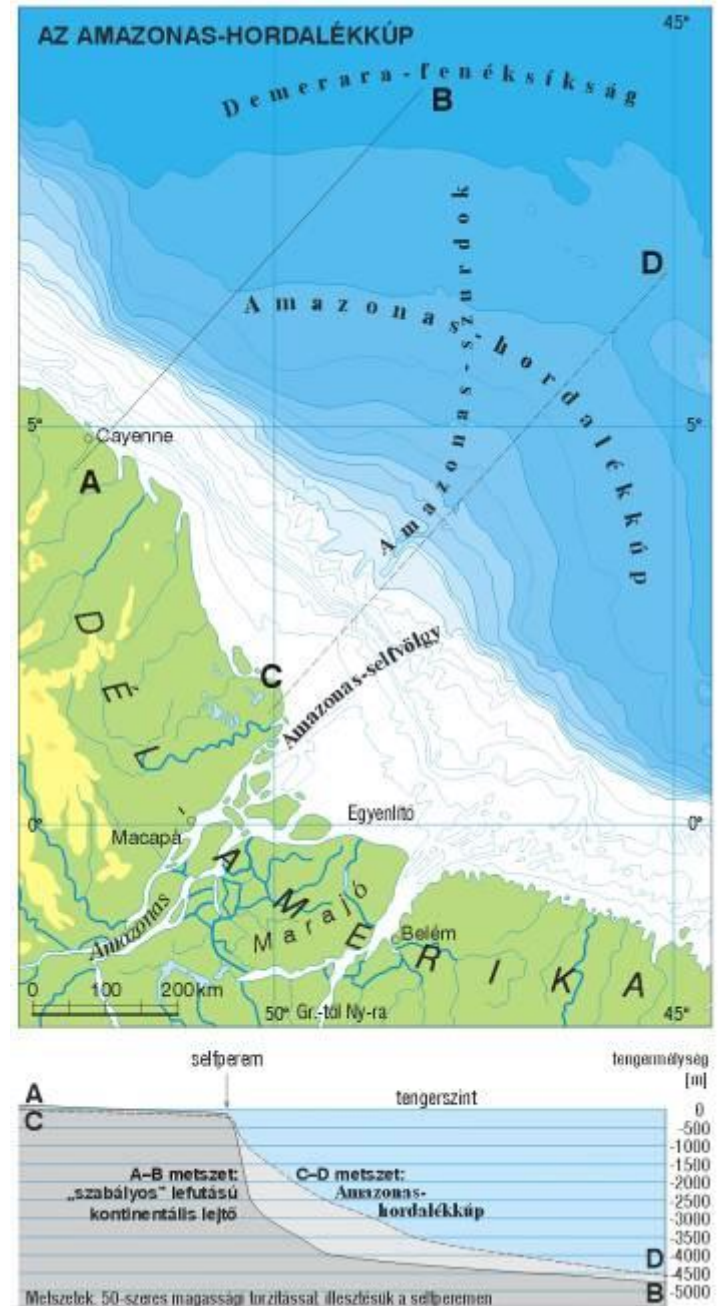 AZ AMAZONAS-HORDALÉKKÚP
45°
Demerara-fenéksíkság
B
D
Amazonas-szurdok
Amazonas-hordalékkúp
5°
5°
Cayenne
A
C
Amazonas-selfvölgy
Egyenlítő
0°
0°
Macapá
Amazonas
Marajó
Belém
DÉL-AMERIKA
0 100 200km
50° Gr.-től Ny-ra
45°
selfperem
tengermélység
[m]
A
tengerszint
0
C
-500
-1000
-1500
-2000
-2500
-3000
-3500
-4000
-4500
-5000
A–B metszet:
„szabályos” lefutású
kontinentális lejtő
C–D metszet:
Amazonas-
hordalékkúp
D
B
Metszetek: 50-szeres magassági torzítással; illesztésük a selfperemen